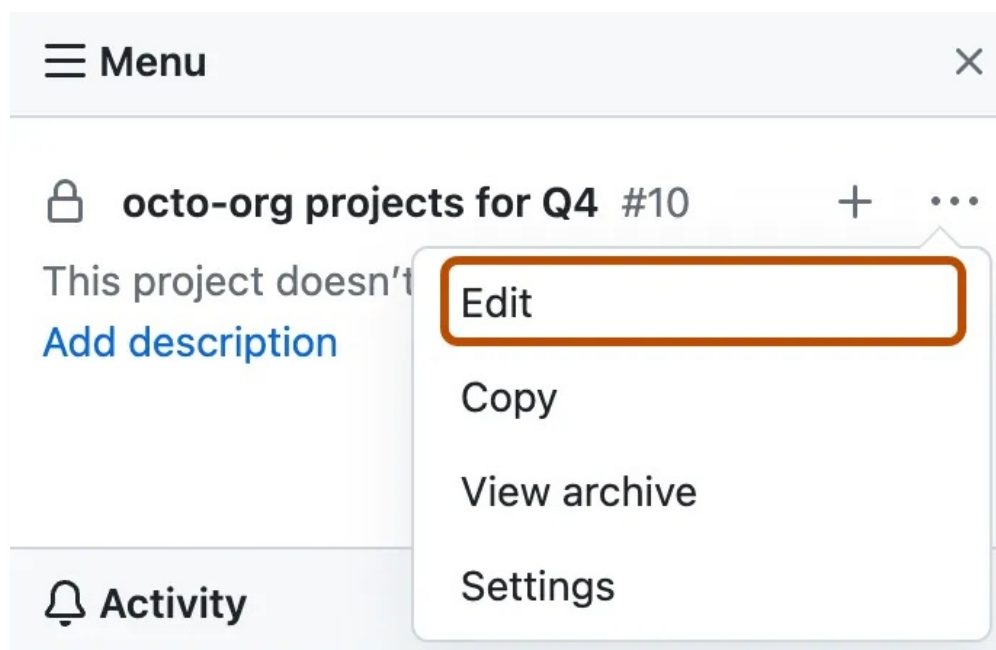 Menu
octo-org projects for Q4 #10
This project doesn't
Add description
Edit
Copy
View archive
Settings
Activity